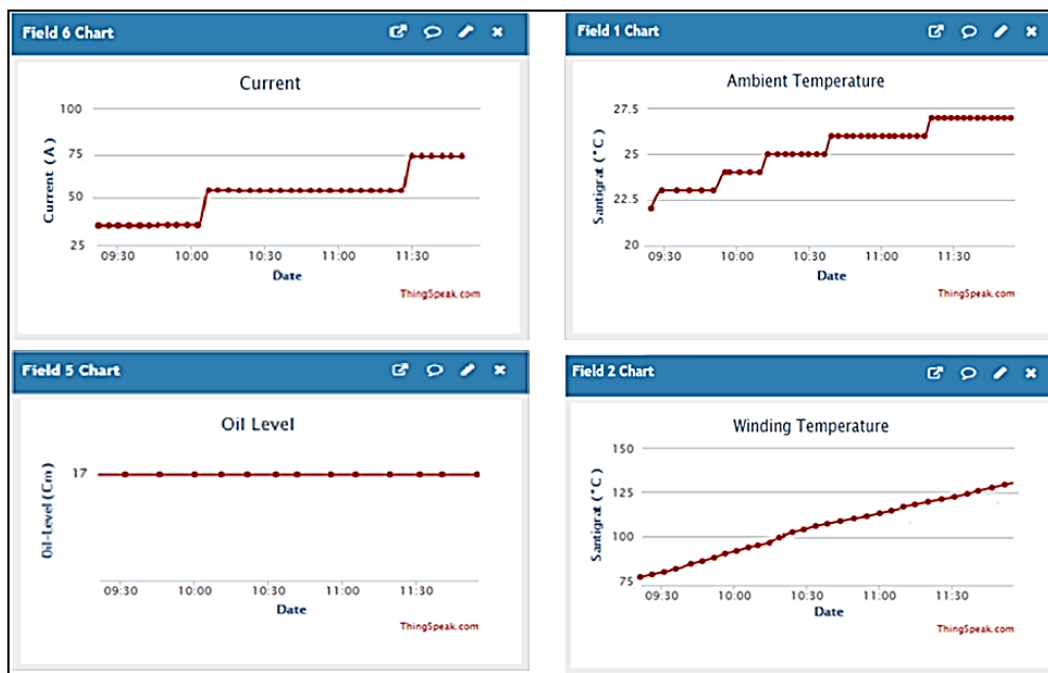 Field 6 Chart
Current
Current (A)
100
75
50
25
09:30 10:00 10:30 11:00 11:30
Date
ThingSpeak.com
Field 1 Chart
Ambient Temperature
Santigrat (°C)
27.5
25
22.5
20
09:30 10:00 10:30 11:00 11:30
Date
ThingSpeak.com
Field 5 Chart
Oil Level
Oil-Level (Cm)
17
09:30 10:00 10:30 11:00 11:30
Date
ThingSpeak.com
Field 2 Chart
Winding Temperature
Santigrat (°C)
150
125
100
75
09:30 10:00 10:30 11:00 11:30
Date
ThingSpeak.com